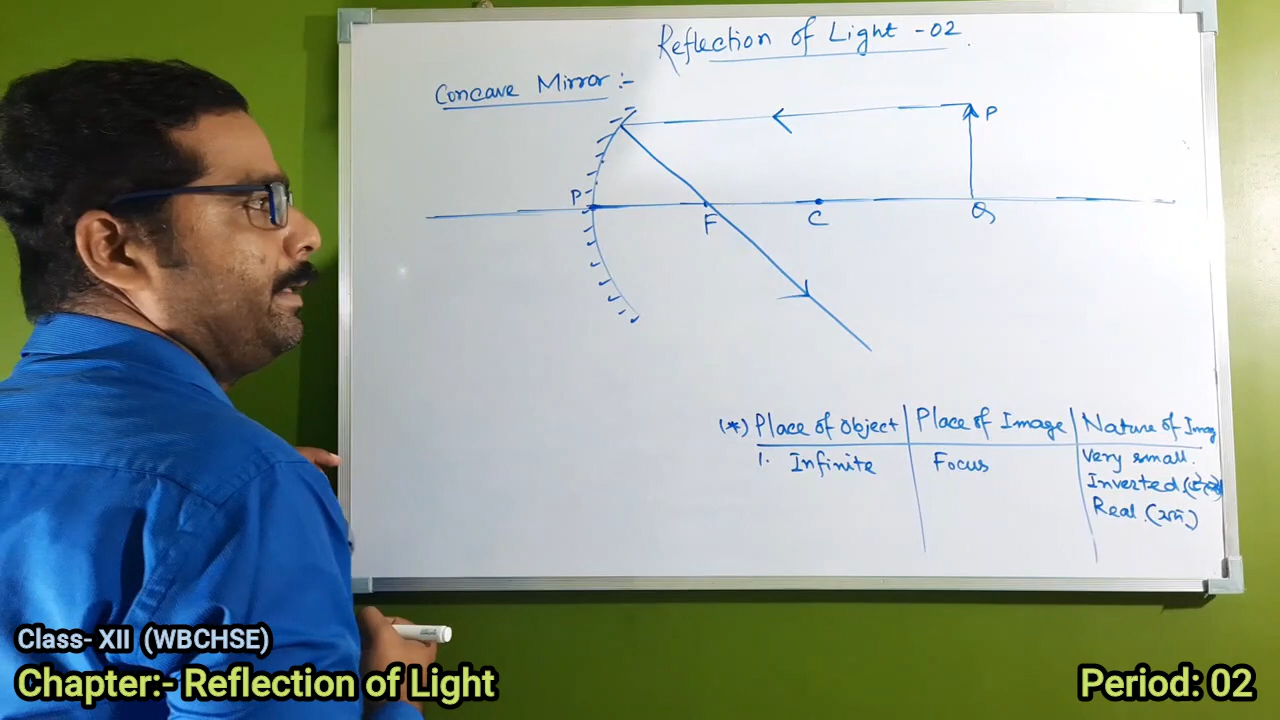 Reflection of Light - 02
Concave Mirror :-
P
P
F
C
Q
(*) Place of Object | Place of Image | Nature of Imag
1. Infinite | Focus | Very small.
Inverted
Real.
Class- XII (WBCHSE)
Chapter:- Reflection of Light
Period: 02